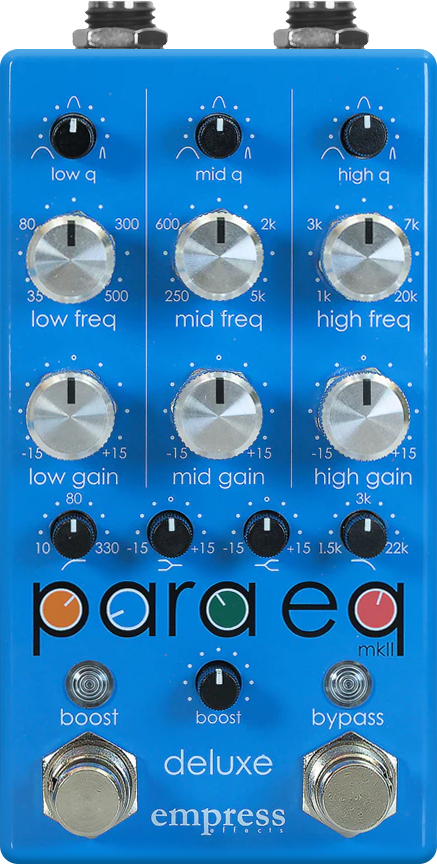 low q mid q high q
80 300 600 2k 3k 7k
35 500 250 5k 1k 20k
low freq mid freq high freq
-15 +15 -15 +15 -15 +15
low gain mid gain high gain
80 3k
10 330 -15 +15 -15 +15 1.5k 22k
para eq
mkII
boost boost bypass
deluxe
empress
effects